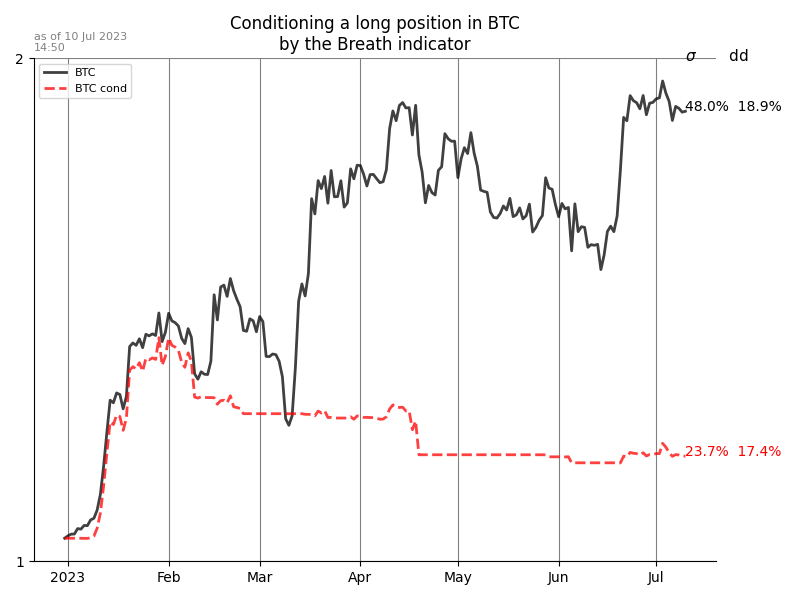 Conditioning a long position in BTC
by the Breath indicator
as of 10 Jul 2023
14:50
σ dd
2
BTC
BTC cond
48.0% 18.9%
23.7% 17.4%
1
2023 Feb Mar Apr May Jun Jul